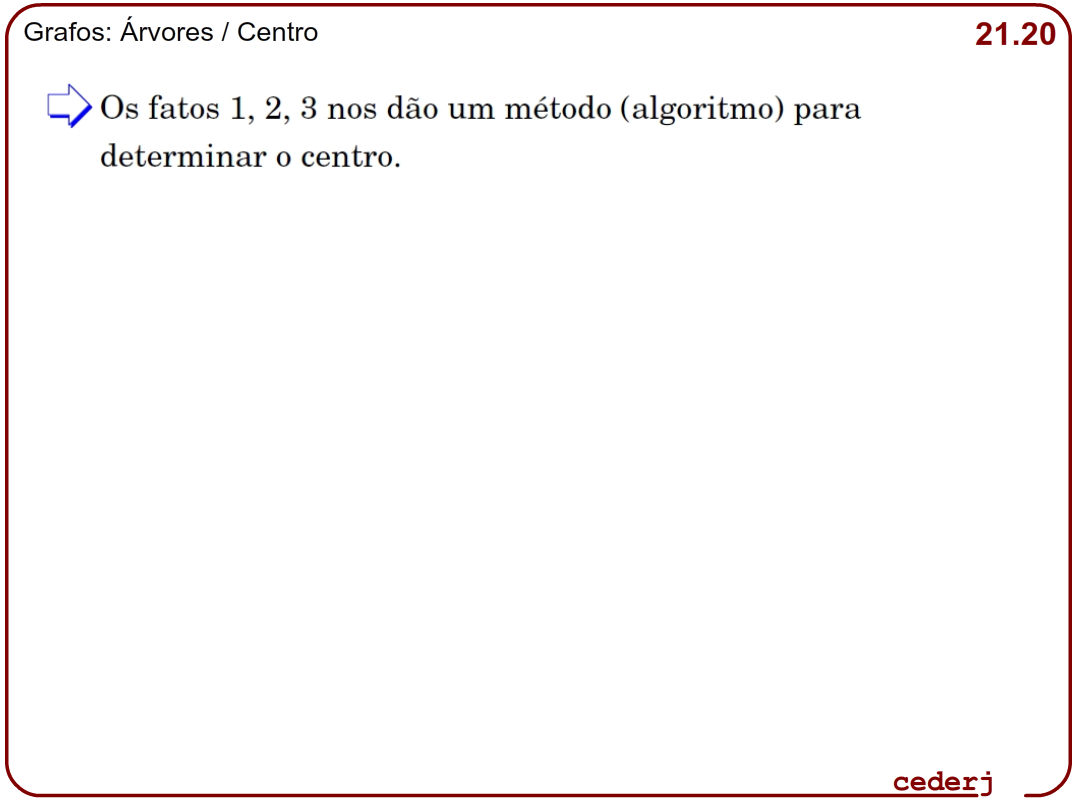 Grafos: Árvores / Centro
21.20
Os fatos 1, 2, 3 nos dão um método (algoritmo) para
determinar o centro.
cederj